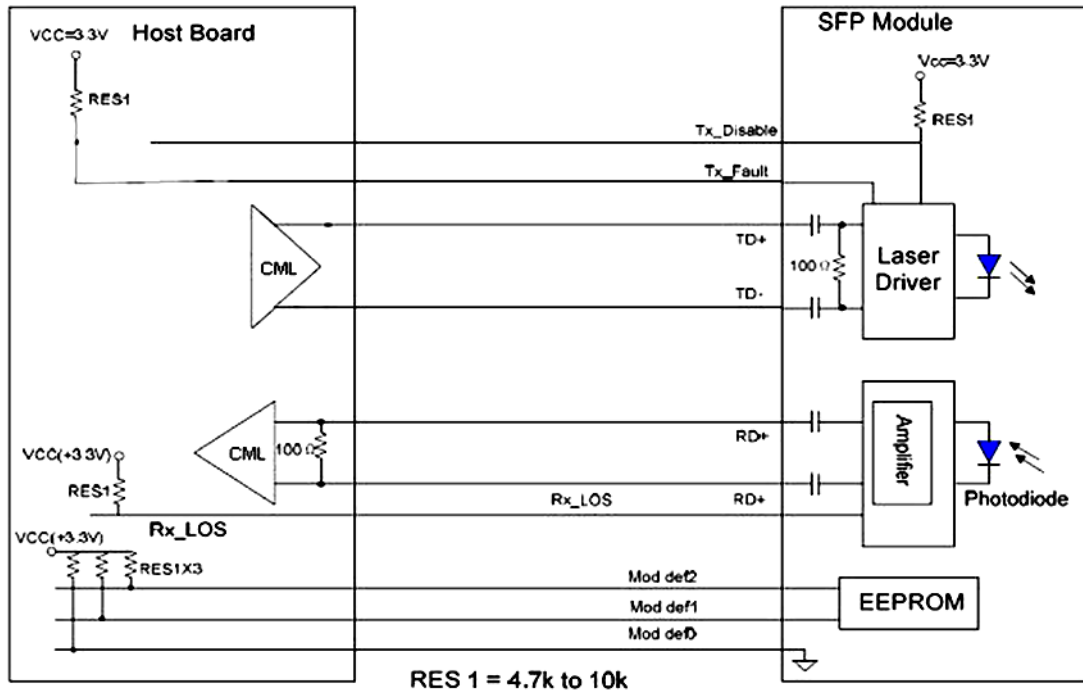 Host Board
SFP Module
VCC=3.3V
Vcc=3.3V
RES1
RES1
Tx_Disable
Tx_Fault
TD+
CML
100 Ω
Laser
Driver
TD-
CML
100 Ω
RD+
Amplifier
VCC(+3.3V)
RES1
Rx_LOS
RD+
Photodiode
Rx_LOS
VCC(+3.3V)
RES1X3
Mod def2
EEPROM
Mod def1
Mod def0
RES 1 = 4.7k to 10k